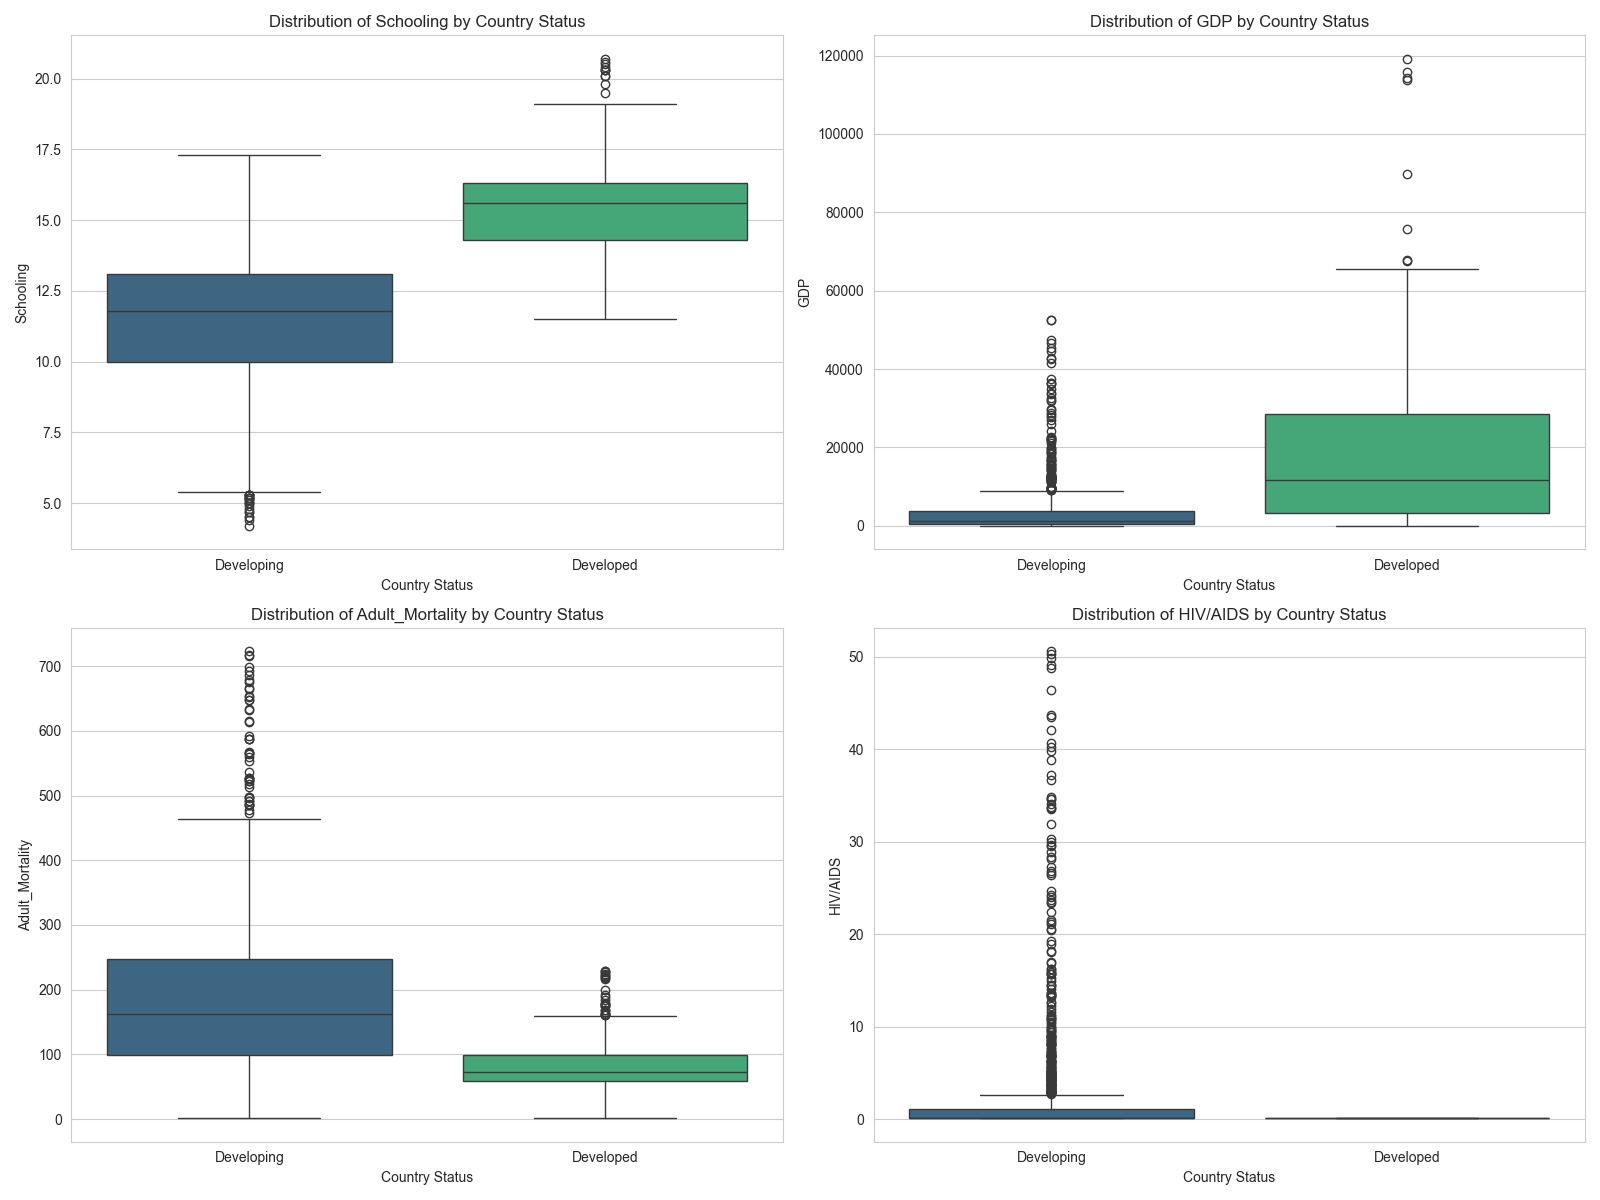 Distribution of Schooling by Country Status
20.0
17.5
15.0
12.5
10.0
7.5
5.0
Schooling
Developing
Developed
Country Status
Distribution of GDP by Country Status
120000
100000
80000
60000
40000
20000
0
GDP
Developing
Developed
Country Status
Distribution of Adult_Mortality by Country Status
700
600
500
400
300
200
100
0
Adult_Mortality
Developing
Developed
Country Status
Distribution of HIV/AIDS by Country Status
50
40
30
20
10
0
HIV/AIDS
Developing
Developed
Country Status